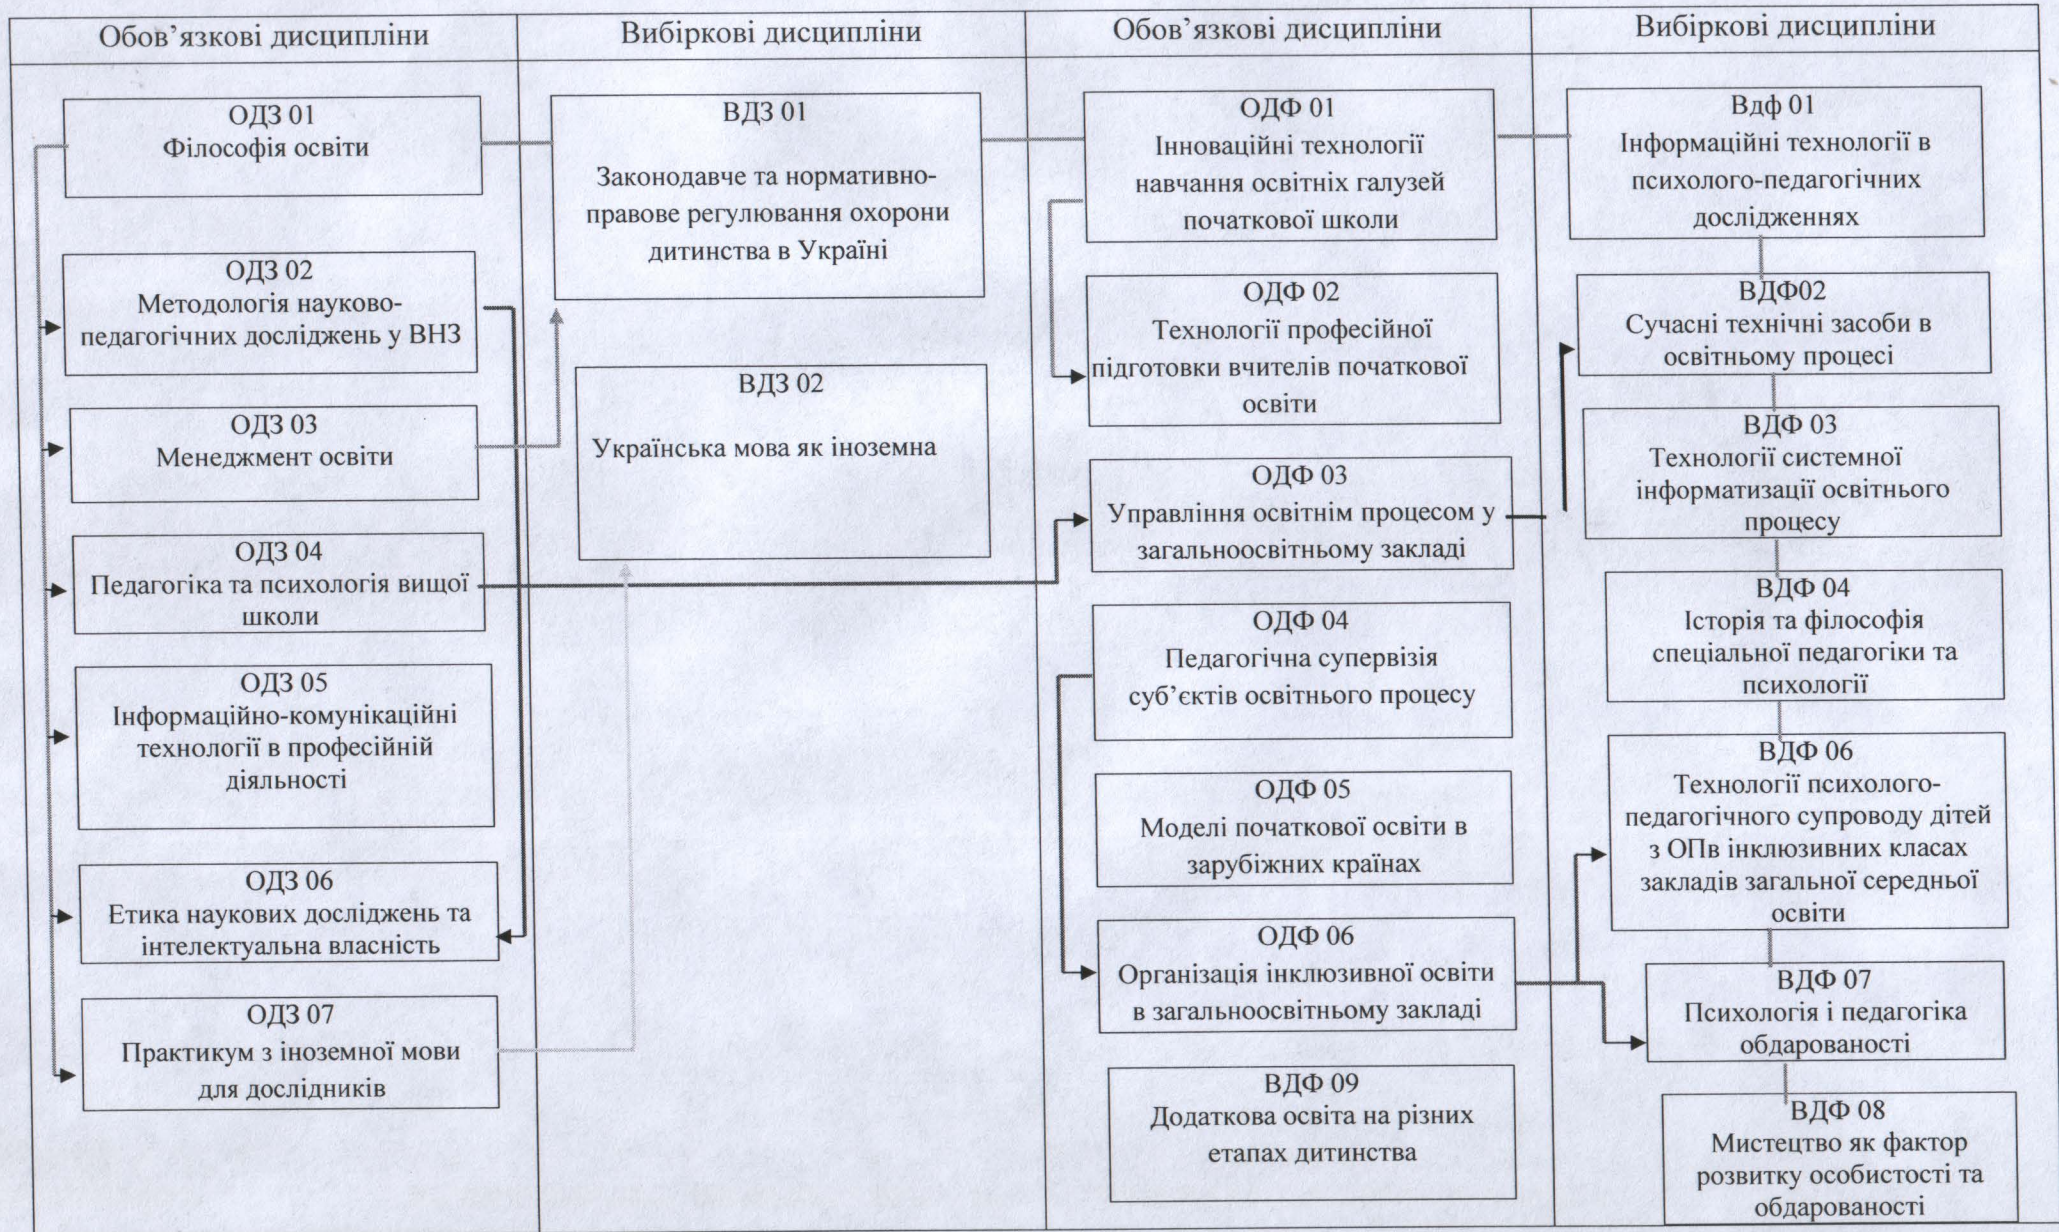 Обов’язкові дисципліни
Вибіркові дисципліни
Обов’язкові дисципліни
Вибіркові дисципліни
ОДЗ 01
Філософія освіти
ОДЗ 02
Методологія науково-
педагогічних досліджень у ВНЗ
ОДЗ 03
Менеджмент освіти
ОДЗ 04
Педагогіка та психологія вищої
школи
ОДЗ 05
Інформаційно-комунікаційні
технології в професійній
діяльності
ОДЗ 06
Етика наукових досліджень та
інтелектуальна власність
ОДЗ 07
Практикум з іноземної мови
для дослідників
ВДЗ 01
Законодавче та нормативно-
правове регулювання охорони
дитинства в Україні
ВДЗ 02
Українська мова як іноземна
ОДФ 01
Інноваційні технології
навчання освітніх галузей
початкової школи
ОДФ 02
Технології професійної
підготовки вчителів початкової
освіти
ОДФ 03
Управління освітнім процесом у
загальноосвітньому закладі
ОДФ 04
Педагогічна супервізія
суб’єктів освітнього процесу
ОДФ 05
Моделі початкової освіти в
зарубіжних країнах
ОДФ 06
Організація інклюзивної освіти
в загальноосвітньому закладі
ВДФ 09
Додаткова освіта на різних
етапах дитинства
Вдф 01
Інформаційні технології в
психолого-педагогічних
дослідженнях
ВДФ02
Сучасні технічні засоби в
освітньому процесі
ВДФ 03
Технології системної
інформатизації освітнього
процесу
ВДФ 04
Історія та філософія
спеціальної педагогіки та
психології
ВДФ 06
Технології психолого-
педагогічного супроводу дітей
з ОПв інклюзивних класах
закладів загальної середньої
освіти
ВДФ 07
Психологія і педагогіка
обдарованості
ВДФ 08
Мистецтво як фактор
розвитку особистості та
обдарованості